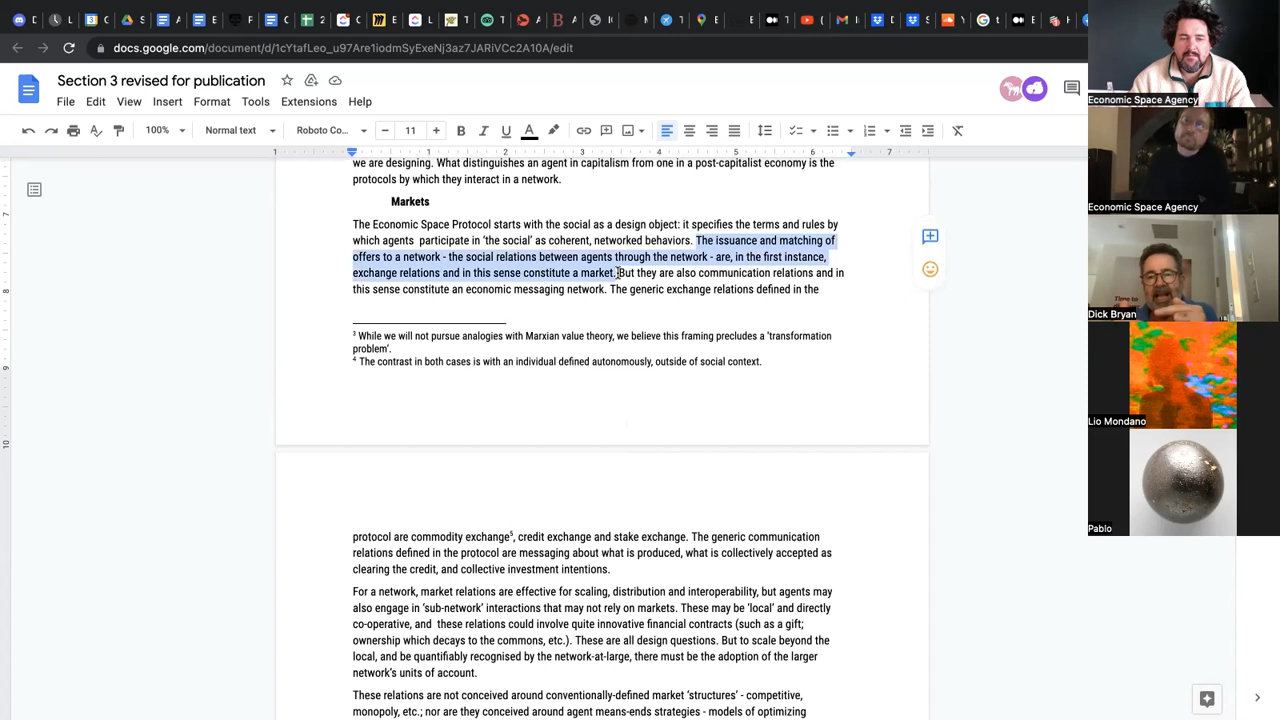 docs.google.com/document/d/1cYtafLeo_u97Are1iodmSyExeNj3az7JARiVCc2A10A/edit
Section 3 revised for publication
File Edit View Insert Format Tools Extensions Help
100% Normal text Roboto Co... 11
1 1 2 3 4 5 6 7
we are designing. What distinguishes an agent in capitalism from one in a post-capitalist economy is the
protocols by which they interact in a network.
Markets
The Economic Space Protocol starts with the social as a design object: it specifies the terms and rules by
which agents participate in ‘the social’ as coherent, networked behaviors. The issuance and matching of
offers to a network - the social relations between agents through the network - are, in the first instance,
exchange relations and in this sense constitute a market. But they are also communication relations and in
this sense constitute an economic messaging network. The generic exchange relations defined in the
3 While we will not pursue analogies with Marxian value theory, we believe this framing precludes a 'transformation
problem'.
4 The contrast in both cases is with an individual defined autonomously, outside of social context.
protocol are commodity exchange5, credit exchange and stake exchange. The generic communication
relations defined in the protocol are messaging about what is produced, what is collectively accepted as
clearing the credit, and collective investment intentions.
For a network, market relations are effective for scaling, distribution and interoperability, but agents may
also engage in ‘sub-network’ interactions that may not rely on markets. These may be ‘local’ and directly
co-operative, and these relations could involve quite innovative financial contracts (such as a gift;
ownership which decays to the commons, etc.). These are all design questions. But to scale beyond the
local, and be quantifiably recognised by the network-at-large, there must be the adoption of the larger
network’s units of account.
These relations are not conceived around conventionally-defined market ‘structures’ - competitive,
monopoly, etc.; nor are they conceived around agent means-ends strategies - models of optimizing
Economic Space Agency
Economic Space Agency
Dick Bryan
Lio Mondano
Pablo